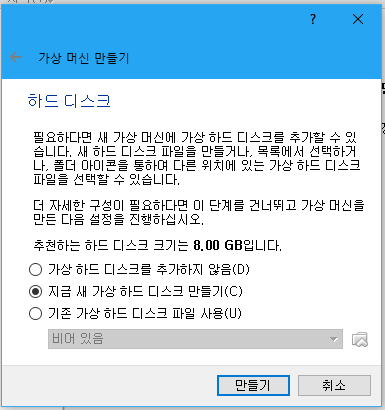 ?
가상 머신 만들기
하드 디스크
필요하다면 새 가상 머신에 가상 하드 디스크를 추가할 수 있
습니다. 새 하드 디스크 파일을 만들거나, 목록에서 선택하거
나, 폴더 아이콘을 통하며 다른 위치에 있는 가상 하드 디스크
파일을 선택할 수 있습니다.
더 자세한 구성이 필요하다면 이 단계를 건너뛰고 가상 머신을
만든 다음 설정을 진행하십시오.
추천하는 하드 디스크 크기는 8,00 GB입니다.
가상 하드 디스크를 추가하지 않음(D)
지금 새 가상 하드 디스크 만들기(C)
기존 가상 하드 디스크 파일 사용(U)
비어 있음
만들기 취소